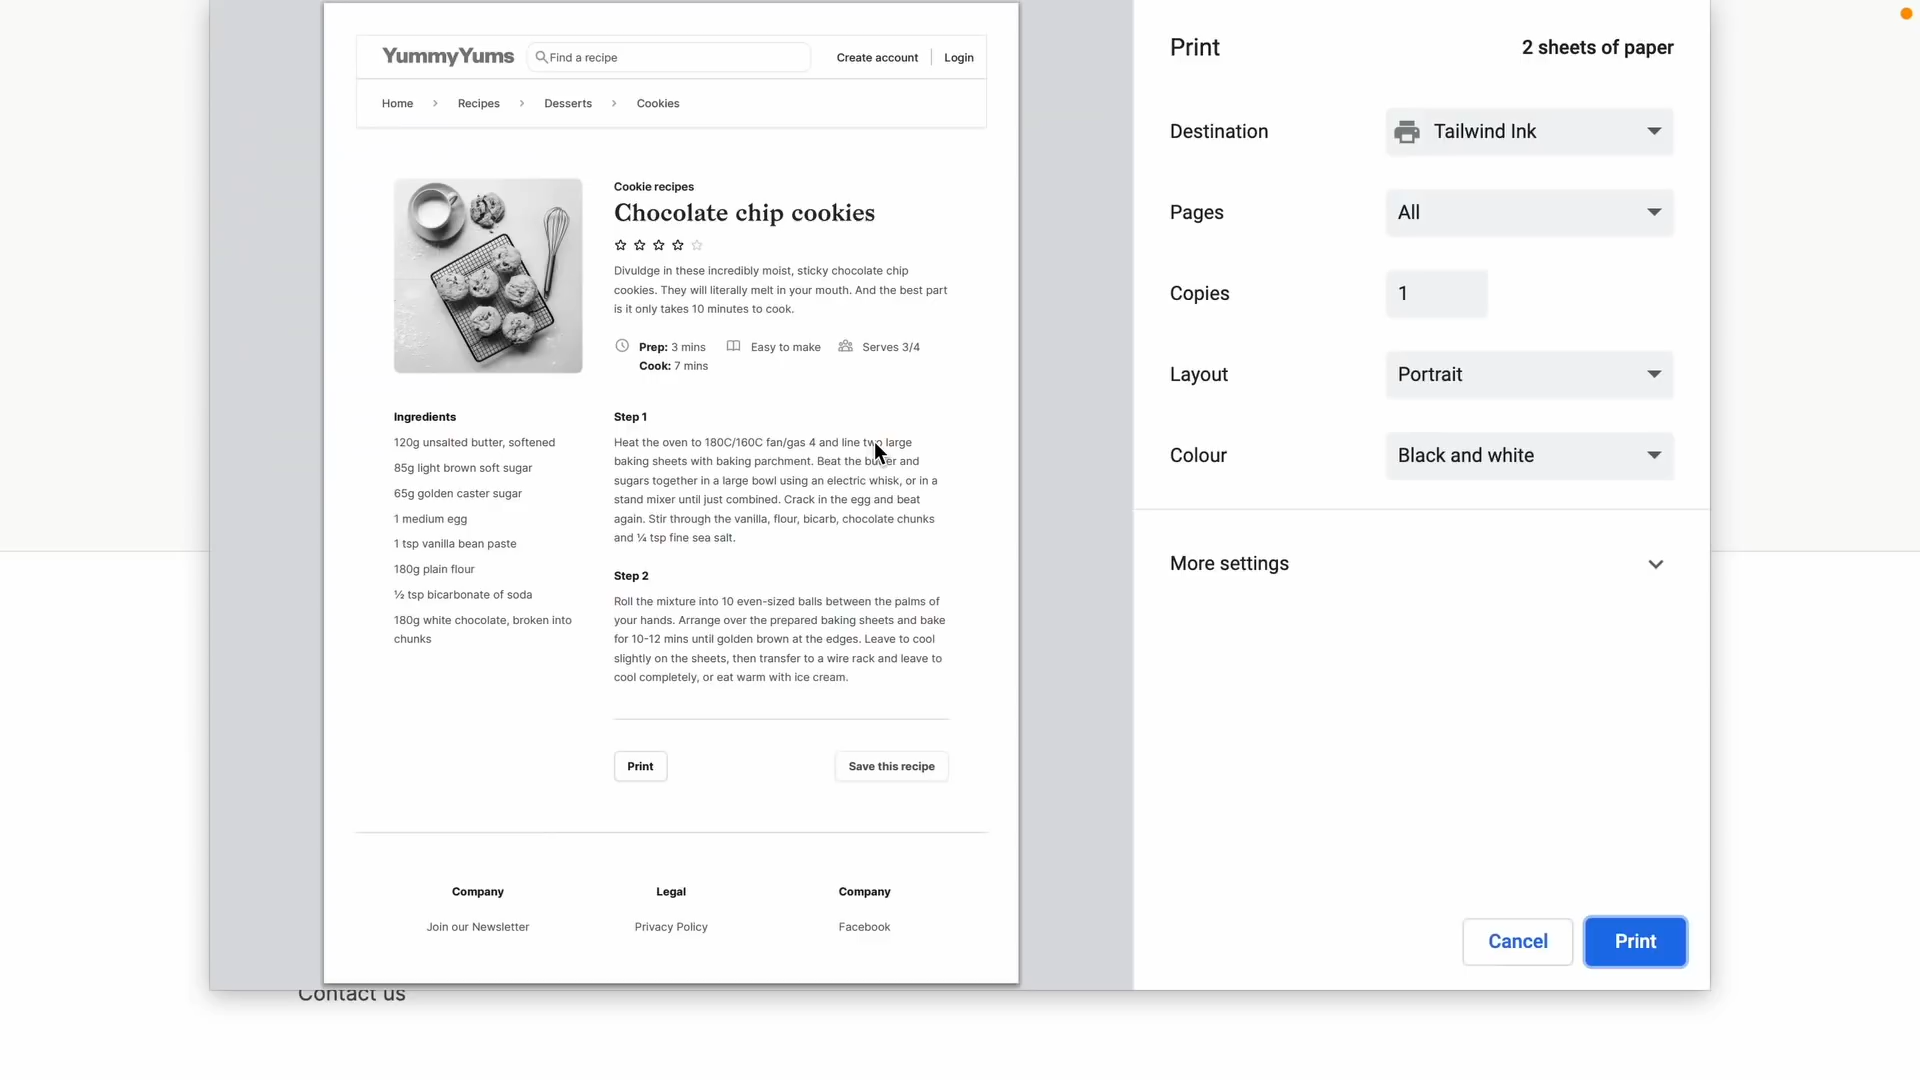 YummyYums
Find a recipe
Create account
Login
Home
Recipes
Desserts
Cookies
Cookie recipes
Chocolate chip cookies
Divuldge in these incredibly moist, sticky chocolate chip
cookies. They will literally melt in your mouth. And the best part
is it only takes 10 minutes to cook.
Prep: 3 mins
Cook: 7 mins
Easy to make
Serves 3/4
Ingredients
120g unsalted butter, softened
85g light brown soft sugar
65g golden caster sugar
1 medium egg
1 tsp vanilla bean paste
180g plain flour
½ tsp bicarbonate of soda
180g white chocolate, broken into
chunks
Step 1
Heat the oven to 180C/160C fan/gas 4 and line two large
baking sheets with baking parchment. Beat the butter and
sugars together in a large bowl using an electric whisk, or in a
stand mixer until just combined. Crack in the egg and beat
again. Stir through the vanilla, flour, bicarb, chocolate chunks
and ¼ tsp fine sea salt.
Step 2
Roll the mixture into 10 even-sized balls between the palms of
your hands. Arrange over the prepared baking sheets and bake
for 10-12 mins until golden brown at the edges. Leave to cool
slightly on the sheets, then transfer to a wire rack and leave to
cool completely, or eat warm with ice cream.
Print
Save this recipe
Company
Legal
Company
Join our Newsletter
Privacy Policy
Facebook
Contact us
Print
2 sheets of paper
Destination
Tailwind Ink
Pages
All
Copies
1
Layout
Portrait
Colour
Black and white
More settings
Cancel
Print